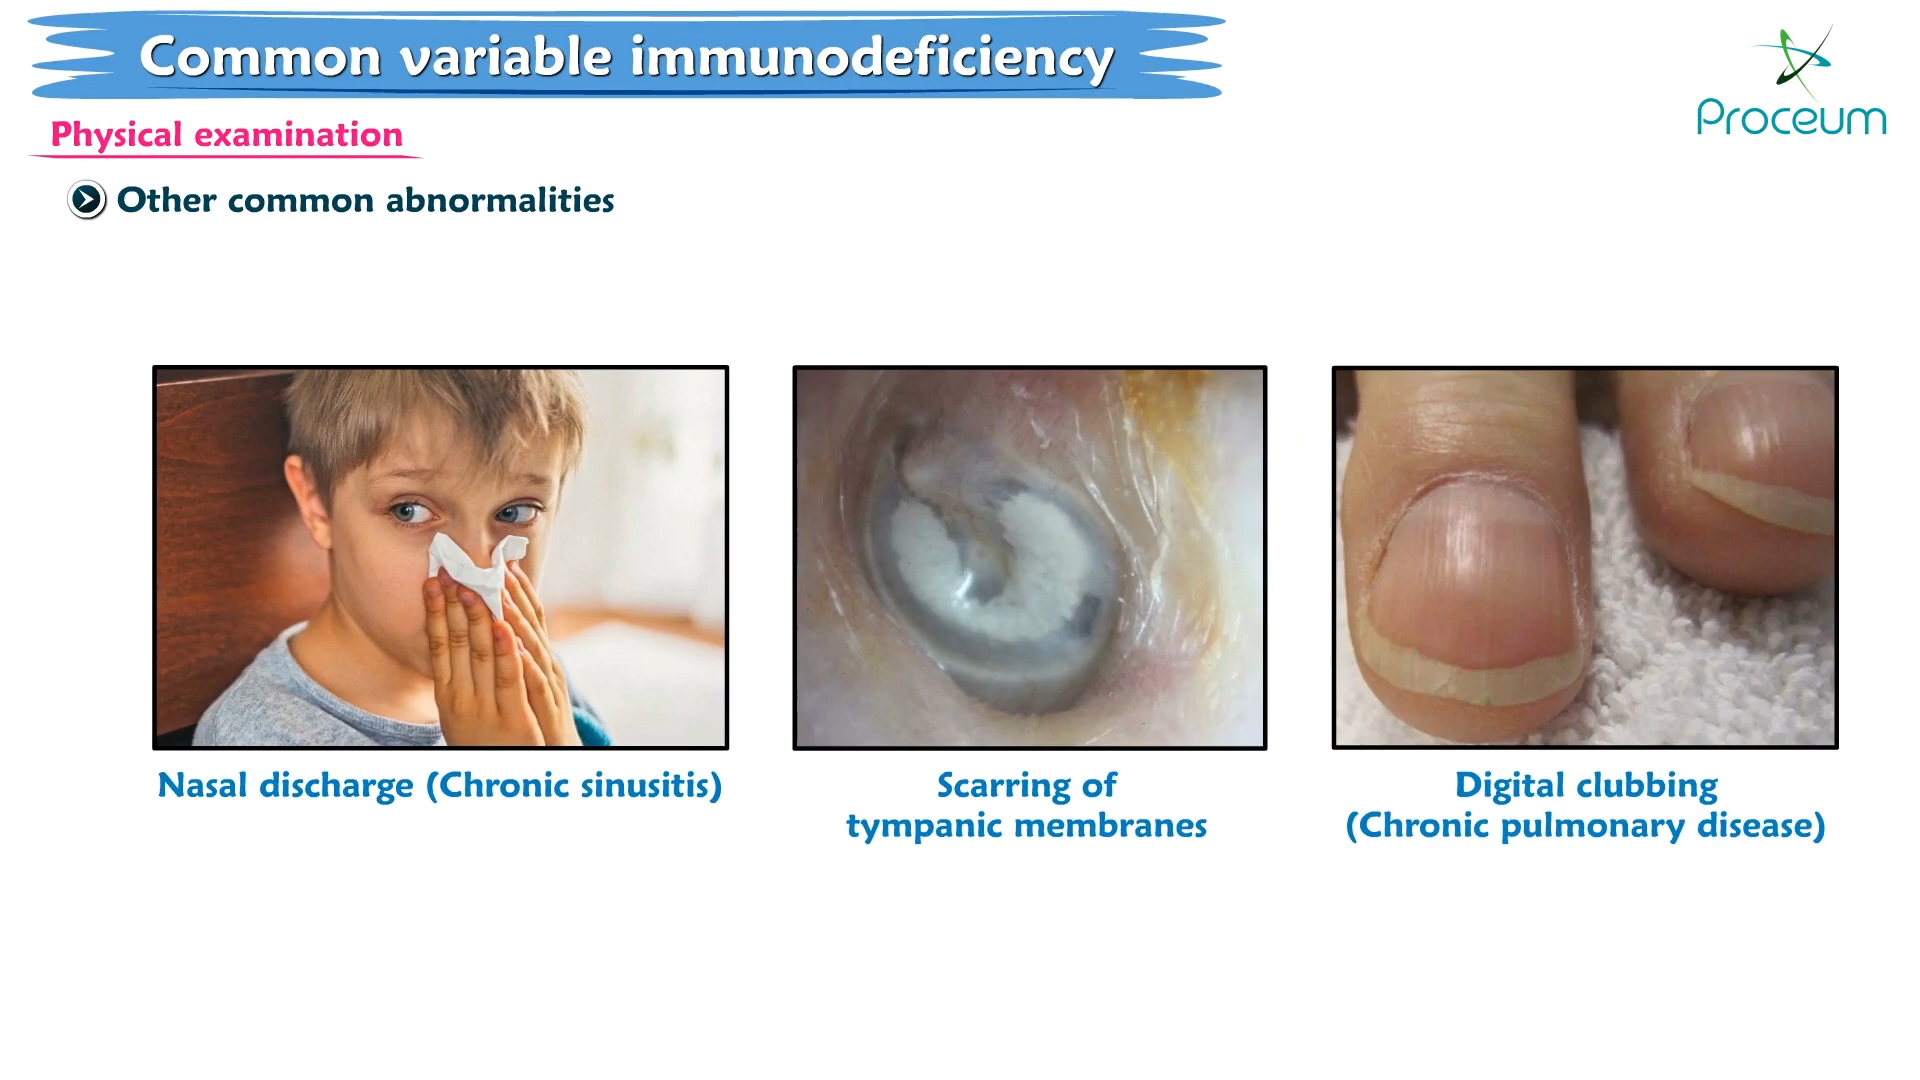 Common variable immunodeficiency
Proceum
Physical examination
Other common abnormalities
Nasal discharge (Chronic sinusitis)
Scarring of
tympanic membranes
Digital clubbing
(Chronic pulmonary disease)